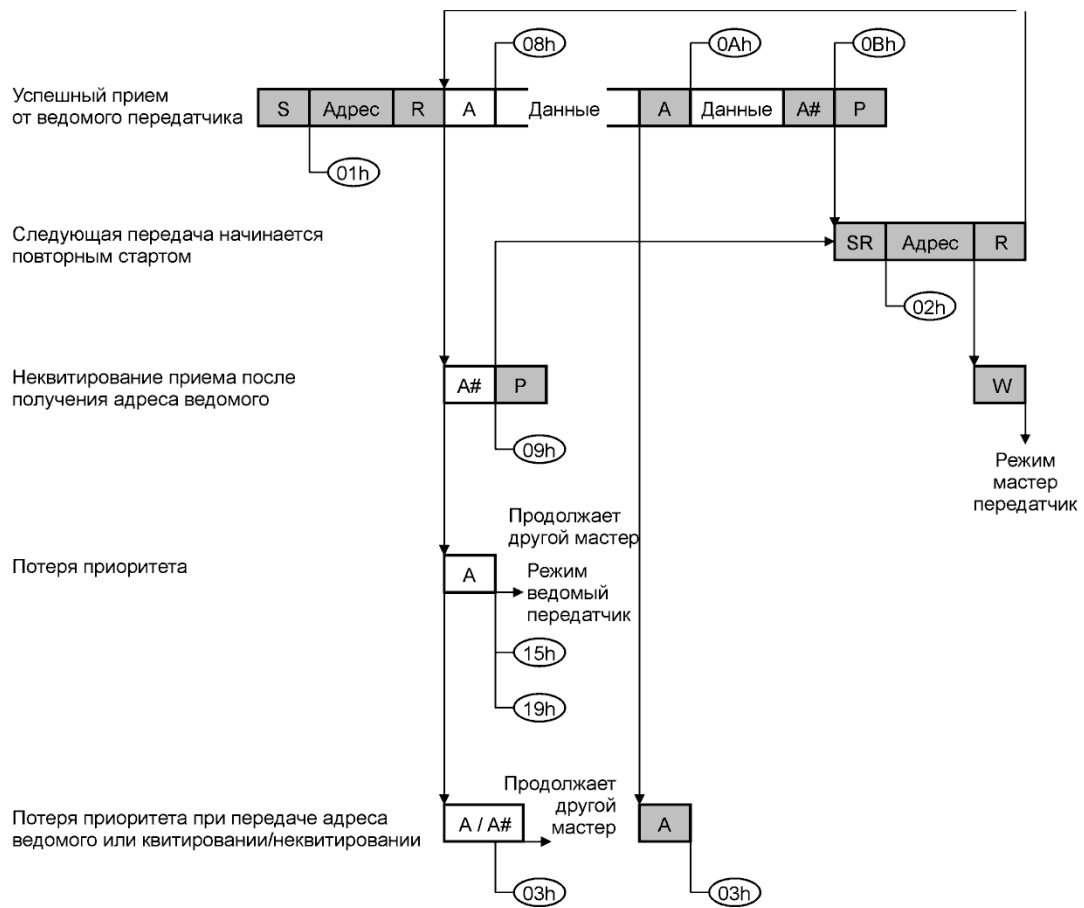 08h
0Ah
0Bh
Успешный прием
от ведомого передатчика
S Адрес R A Данные A Данные A# P
01h
Следующая передача начинается
повторным стартом
SR Адрес R
02h
Неквитирование приема после
получения адреса ведомого
A# P
W
09h
Режим
мастер
передатчик
Продолжает
другой мастер
Потеря приоритета
A
Режим
ведомый
передатчик
15h
19h
Потеря приоритета при передаче адреса
ведомого или квитировании/неквитировании
A / A#
Продолжает
другой
мастер
A
03h
03h